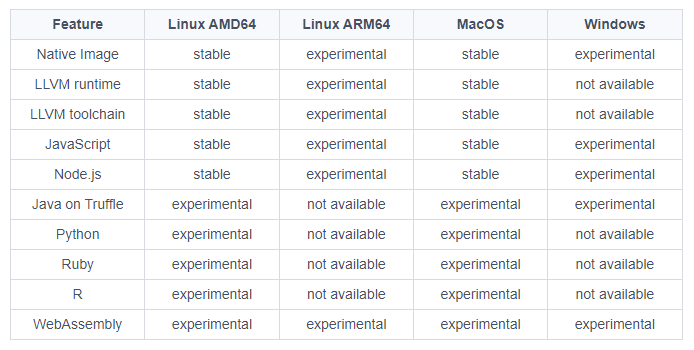 Feature Linux AMD64 Linux ARM64 MacOS Windows
Native Image stable experimental stable experimental
LLVM runtime stable experimental stable not available
LLVM toolchain stable experimental stable not available
JavaScript stable experimental stable experimental
Node.js stable experimental stable experimental
Java on Truffle experimental not available experimental experimental
Python experimental not available experimental not available
Ruby experimental not available experimental not available
R experimental not available experimental not available
WebAssembly experimental experimental experimental experimental